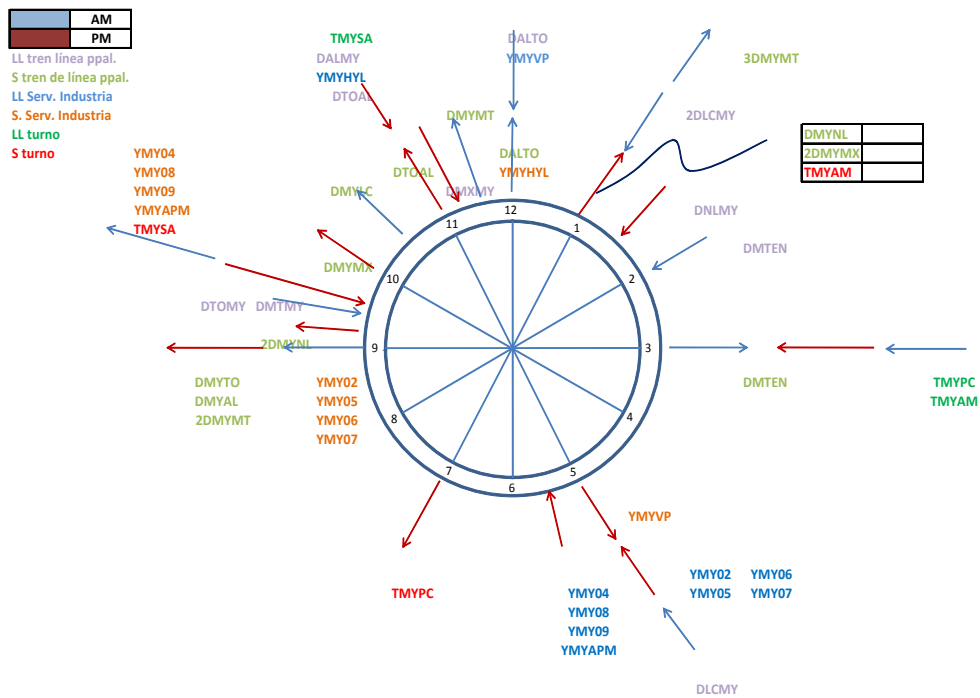 AM
PM
LL tren línea ppal.
S tren de línea ppal.
LL Serv. Industria
S. Serv. Industria
LL turno
S turno
YMY04
YMY08
YMY09
YMYAPM
TMYSA
TMYSA
DALMY
YMYHYL
DTOAL
DALTO
YMYVP
3DMYMT
DMYMT
2DLCMY
DMYNL
2DMYMX
TMYAM
DALTO
YMYHYL
DTOAL
DMYLC
DMXMY
DNLMY
DMTEN
DMYMX
DTOMY DMTMY
2DMYNL
12
1
2
3
4
5
6
7
8
9
10
11
DMYTO
DMYAL
2DMYMT
YMY02
YMY05
YMY06
YMY07
DMTEN
TMYPC
TMYAM
YMYVP
TMYPC
YMY04
YMY08
YMY09
YMYAPM
YMY02 YMY06
YMY05 YMY07
DLCMY